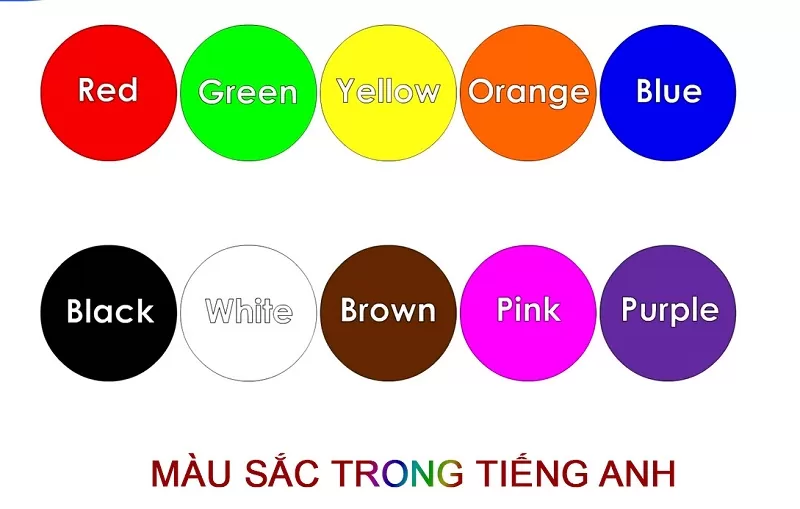 Red Green Yellow Orange Blue
Black White Brown Pink Purple
MÀU SẮC TRONG TIẾNG ANH